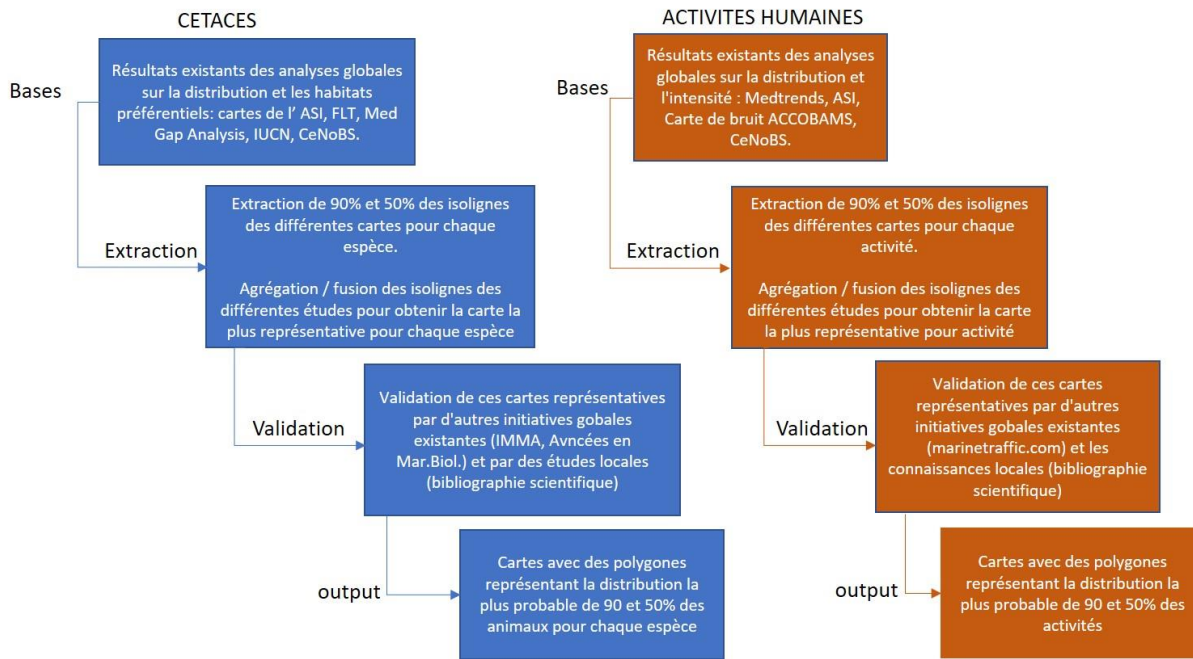 CETACES
Bases
Résultats existants des analyses globales
sur la distribution et les habitats
préférentiels: cartes de l' ASI, FLT, Med
Gap Analysis, IUCN, CeNoBS.
Extraction
Extraction de 90% et 50% des isolignes
des différentes cartes pour chaque
espèce.
Agrégation / fusion des isolignes des
différentes études pour obtenir la carte
la plus représentative pour chaque espèce
Validation
Validation de ces cartes représentatives
par d'autres initiatives gobales
existantes (IMMA, Avncées en
Mar.Biol.) et par des études locales
(bibliographie scientifique)
output
Cartes avec des polygones
représentant la distribution la
plus probable de 90 et 50% des
animaux pour chaque espèce
ACTIVITES HUMAINES
Bases
Résultats existants des analyses
globales sur la distribution et
l'intensité : Medtrends, ASI,
Carte de bruit ACCOBAMS,
CeNoBS.
Extraction
Extraction de 90% et 50% des isolignes
des différentes cartes pour chaque
activité.
Agrégation / fusion des isolignes des
différentes études pour obtenir la carte
la plus représentative pour activité
Validation
Validation de ces cartes
représentatives par d'autres
initiatives gobales existantes
(marinetraffic.com) et les
connaissances locales (bibliographie
scientifique)
output
Cartes avec des polygones
représentant la distribution la
plus probable de 90 et 50% des
activités